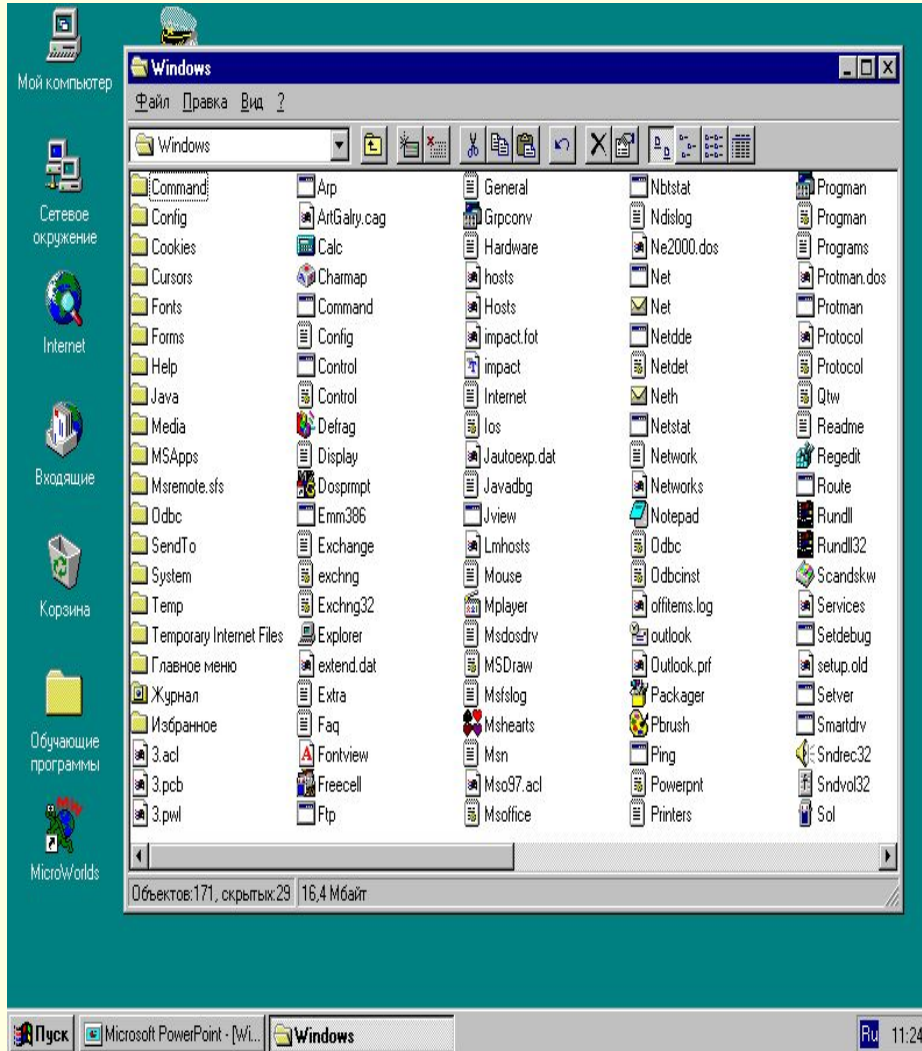 Мой компьютер
Сетевое
окружение
Internet
Входящие
Корзина
Обучающие
программы
MicroWorlds
Windows
Файл Правка Вид ?
Windows
Command
Config
Cookies
Cursors
Fonts
Forms
Help
Java
Media
MSApps
Msremote.sfs
Odbc
SendTo
System
Temp
Temporary Internet Files
Главное меню
Журнал
Избранное
3.acl
3.pcb
3.pwl
Arp
ArtGalry.cag
Calc
Charmap
Command
Config
Control
Control
Defrag
Display
Dosprmpt
Emm386
Exchange
exchng
Exchng32
Explorer
extend.dat
Extra
Faq
Fontview
Freecell
Ftp
General
Grpconv
Hardware
hosts
Hosts
impact.fot
impact
Internet
Ios
Jautoexp.dat
Javadbg
Jview
Lmhosts
Mouse
Mplayer
Msdosdrv
MSDraw
Msfslog
Mshearts
Msn
Mso97.acl
Msoffice
Nbtstat
Ndislog
Ne2000.dos
Net
Net
Netdde
Netdet
Neth
Netstat
Network
Networks
Notepad
Odbc
Odbcinst
offitems.log
outlook
Outlook.prf
Packager
Pbrush
Ping
Powerpnt
Printers
Progman
Progman
Programs
Protman.dos
Protman
Protocol
Protocol
Qtw
Readme
Regedit
Route
Rundll
Rundll32
Scandskw
Services
Setdebug
setup.old
Setver
Smartdrv
Sndrec32
Sndvol32
Sol
Объектов:171, скрытых:29 16,4 Мбайт
Пуск Microsoft PowerPoint - [Wi... Windows Ru 11:24